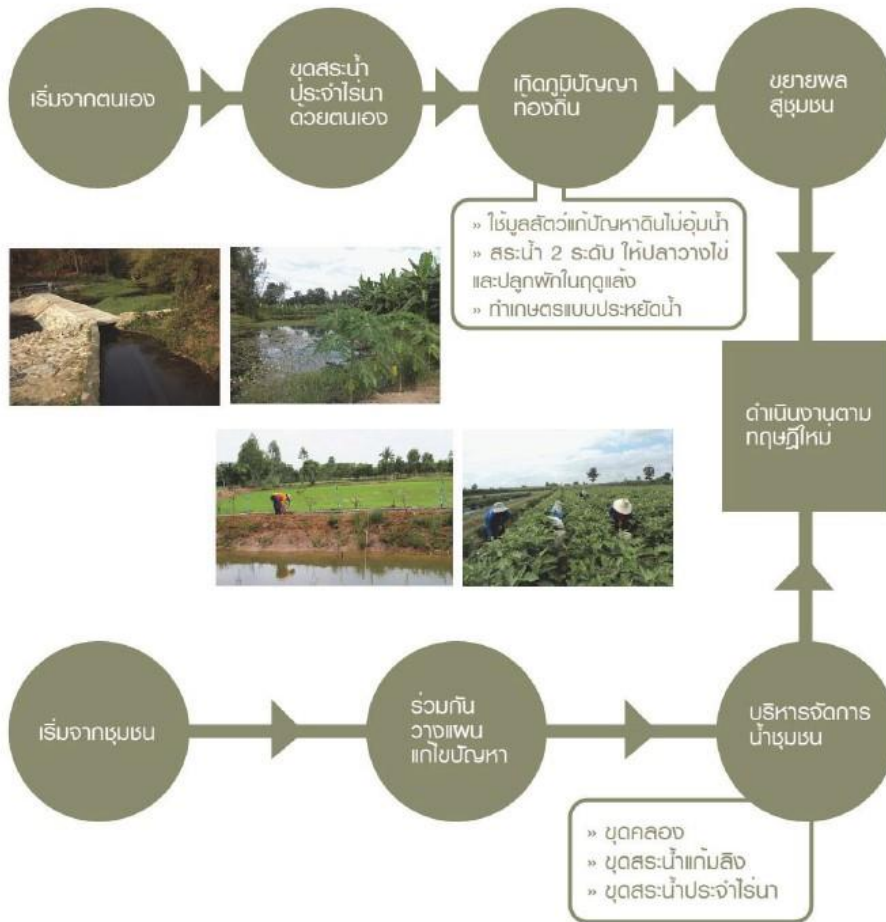 เริ่มจากตนเอง
ขุดสระน้ำ
ประจำไร่นา
ด้วยตนเอง
เกิดภูมิปัญญา
ท้องถิ่น
ขยายผล
สู่ชุมชน
» ใช้มูลสัตว์แก้ปัญหาดินไม่อุ้มน้ำ
» สระน้ำ 2 ระดับ ให้ปลาวางไข่
และปลูกผักในฤดูแล้ง
» ทำเกษตรแบบประหยัดน้ำ
ดำเนินงานตาม
ทฤษฎีใหม่
เริ่มจากชุมชน
ร่วมกัน
วางแผน
แก้ไขปัญหา
บริหารจัดการ
น้ำชุมชน
» ขุดคลอง
» ขุดสระน้ำแก้มลิง
» ขุดสระน้ำประจำไร่นา